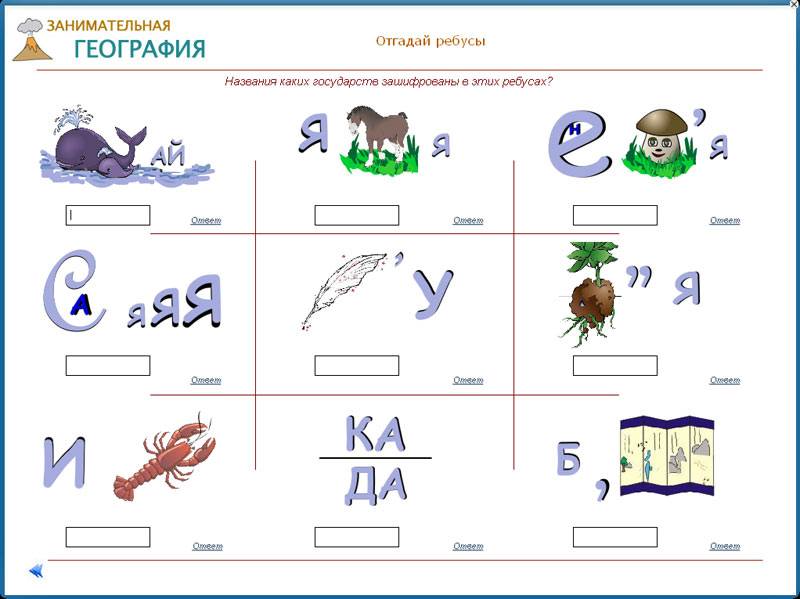 ЗАНИМАТЕЛЬНАЯ
ГЕОГРАФИЯ
Отгадай ребусы
Названия каких государств зашифрованы в этих ребусах?
АЙ
Я я
е н ’ я
Ответ Ответ Ответ
С А я я Я
’ У
” Я
Ответ Ответ Ответ
И
КА
ДА
Б ,
Ответ Ответ Ответ